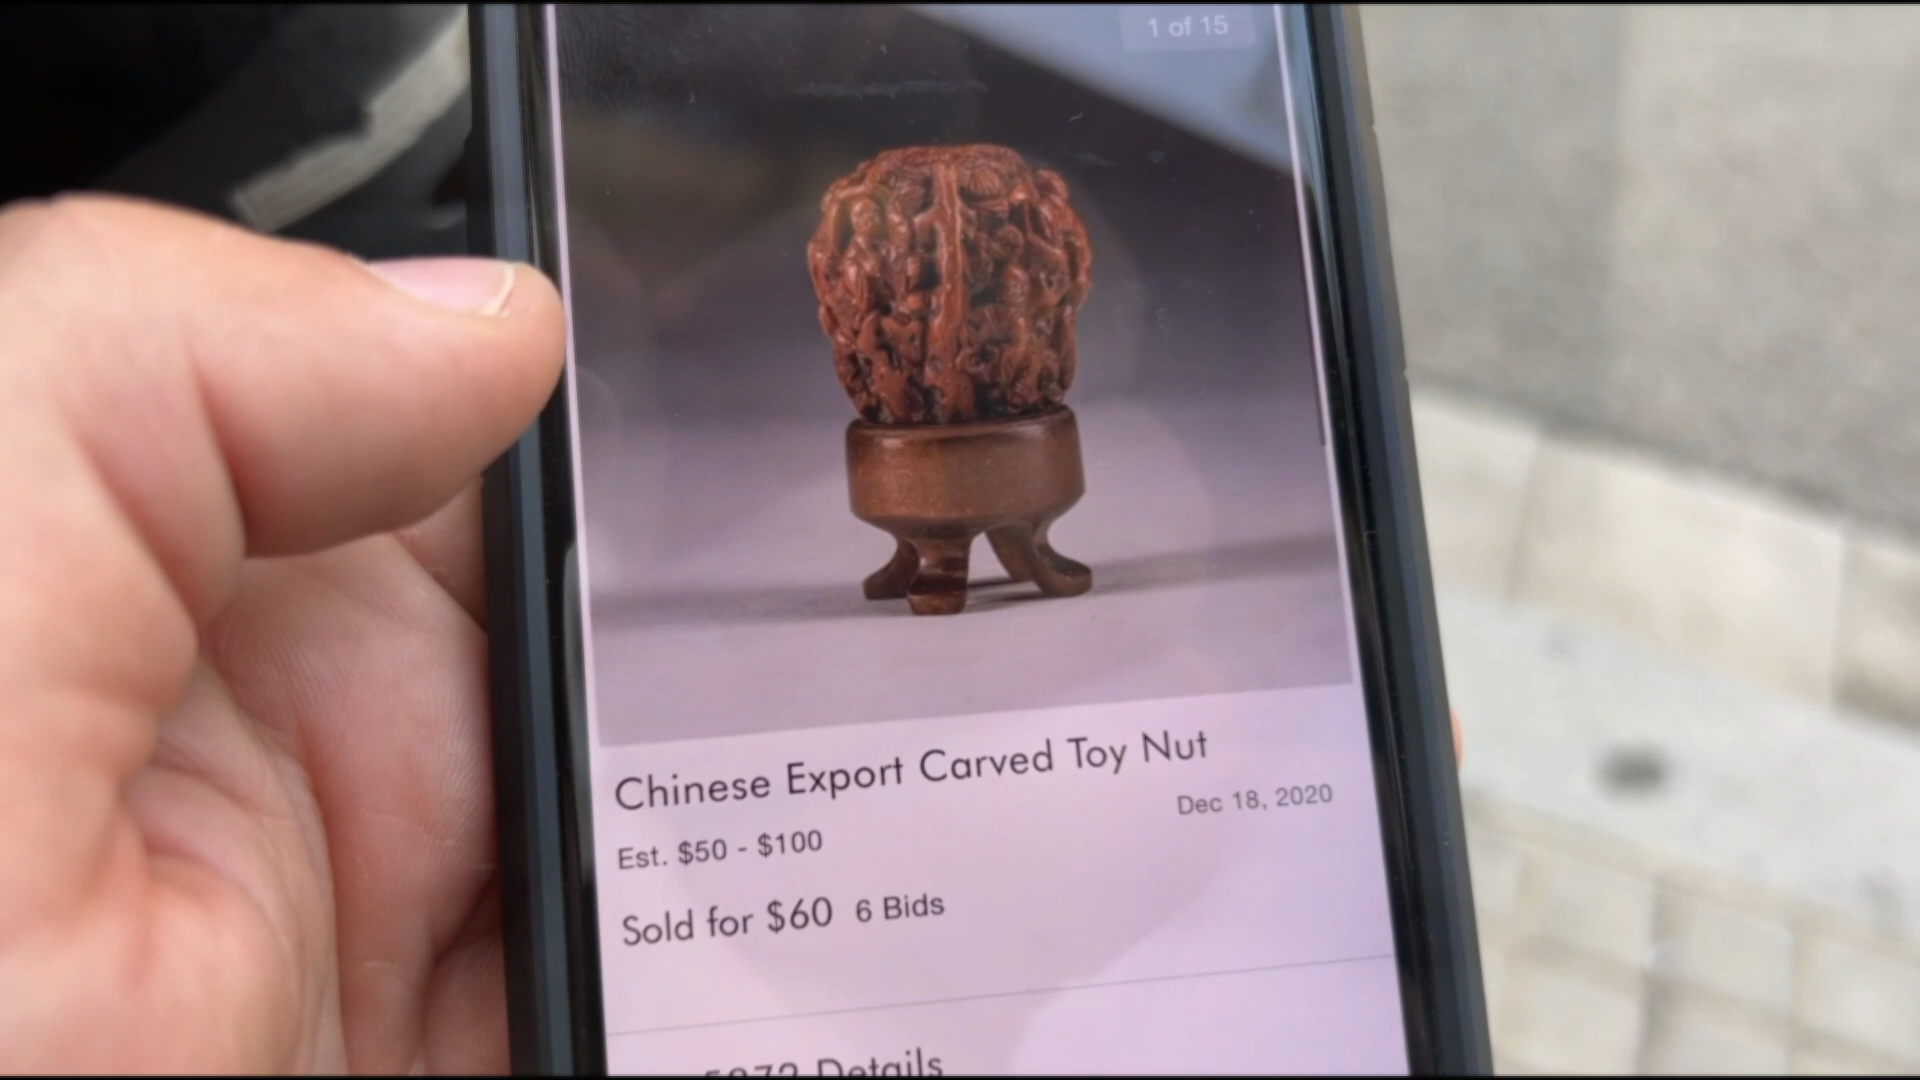 1 of 15
Chinese Export Carved Toy Nut
Dec 18, 2020
Est. $50 - $100
Sold for $60 6 Bids
Details